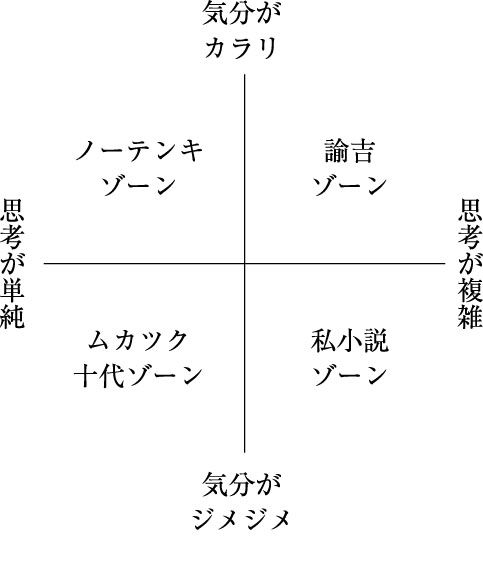 気分が
カラリ
ノーテンキ
ゾーン
諭吉
ゾーン
思考が単純
思考が複雑
ムカツク
十代ゾーン
私小説
ゾーン
気分が
ジメジメ